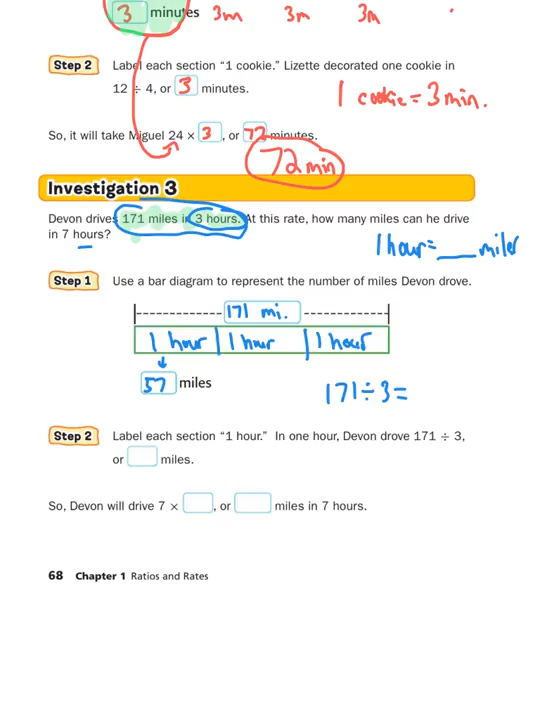 3 minutes 3m 3m 3m
Step 2 Label each section “1 cookie.” Lizette decorated one cookie in
12 ÷ 4, or 3 minutes.
1 cookie = 3 min.
So, it will take Miguel 24 × 3, or 72 minutes.
72 min
Investigation 3
Devon drives 171 miles in 3 hours. At this rate, how many miles can he drive
in 7 hours?
1 hour = ___ miles
Step 1 Use a bar diagram to represent the number of miles Devon drove.
171 mi.
1 hour 1 hour 1 hour
57 miles
171 ÷ 3 =
Step 2 Label each section “1 hour.” In one hour, Devon drove 171 ÷ 3,
or miles.
So, Devon will drive 7 × , or miles in 7 hours.
68 Chapter 1 Ratios and Rates